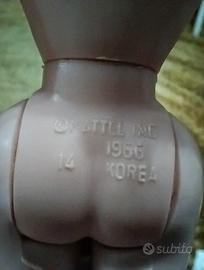 © MATTEL INC
1966
14 KOREA
subito